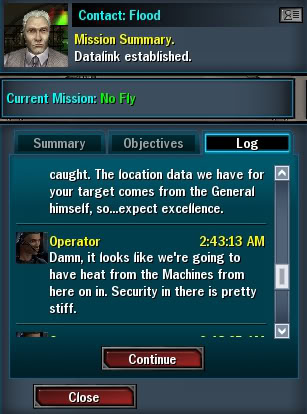 Contact: Flood
Mission Summary.
Datalink established.
Current Mission: No Fly
Summary
Objectives
Log
caught. The location data we have for
your target comes from the General
himself, so...expect excellence.
Operator 2:43:13 AM
Damn, it looks like we're going to
have heat from the Machines from
here on in. Security in there is pretty
stiff.
Continue
Close